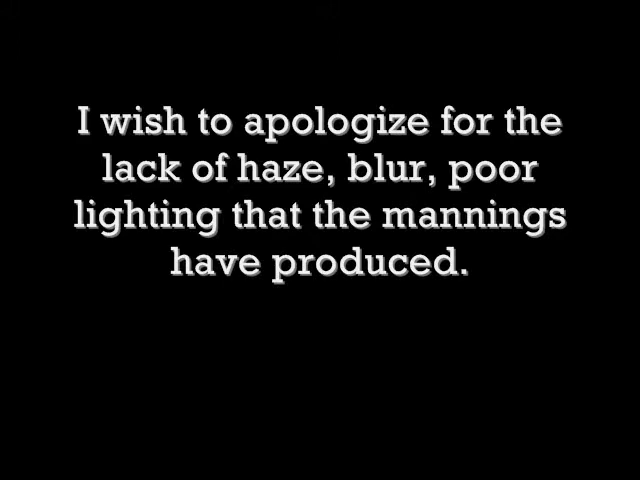 I wish to apologize for the
lack of haze, blur, poor
lighting that the mannings
have produced.